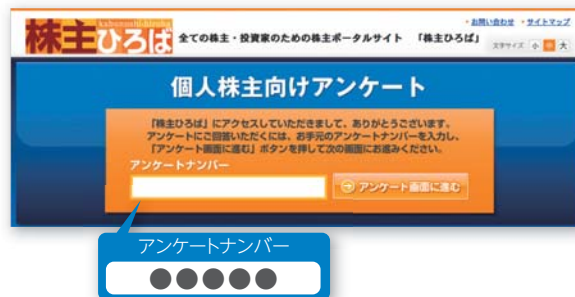 ・お問い合わせ ・サイトマップ
kabunushi-hiroba
株主ひろば 全ての株主・投資家のための株主ポータルサイト 「株主ひろば」
文字サイズ 小 中 大
個人株主向けアンケート
「株主ひろば」にアクセスしていただきまして、ありがとうございます。
アンケートにご回答いただくには、お手元のアンケートナンバーを入力し、
「アンケート画面に進む」ボタンを押して次の画面にお進みください。
アンケートナンバー
アンケート画面に進む
アンケートナンバー
●●●●●